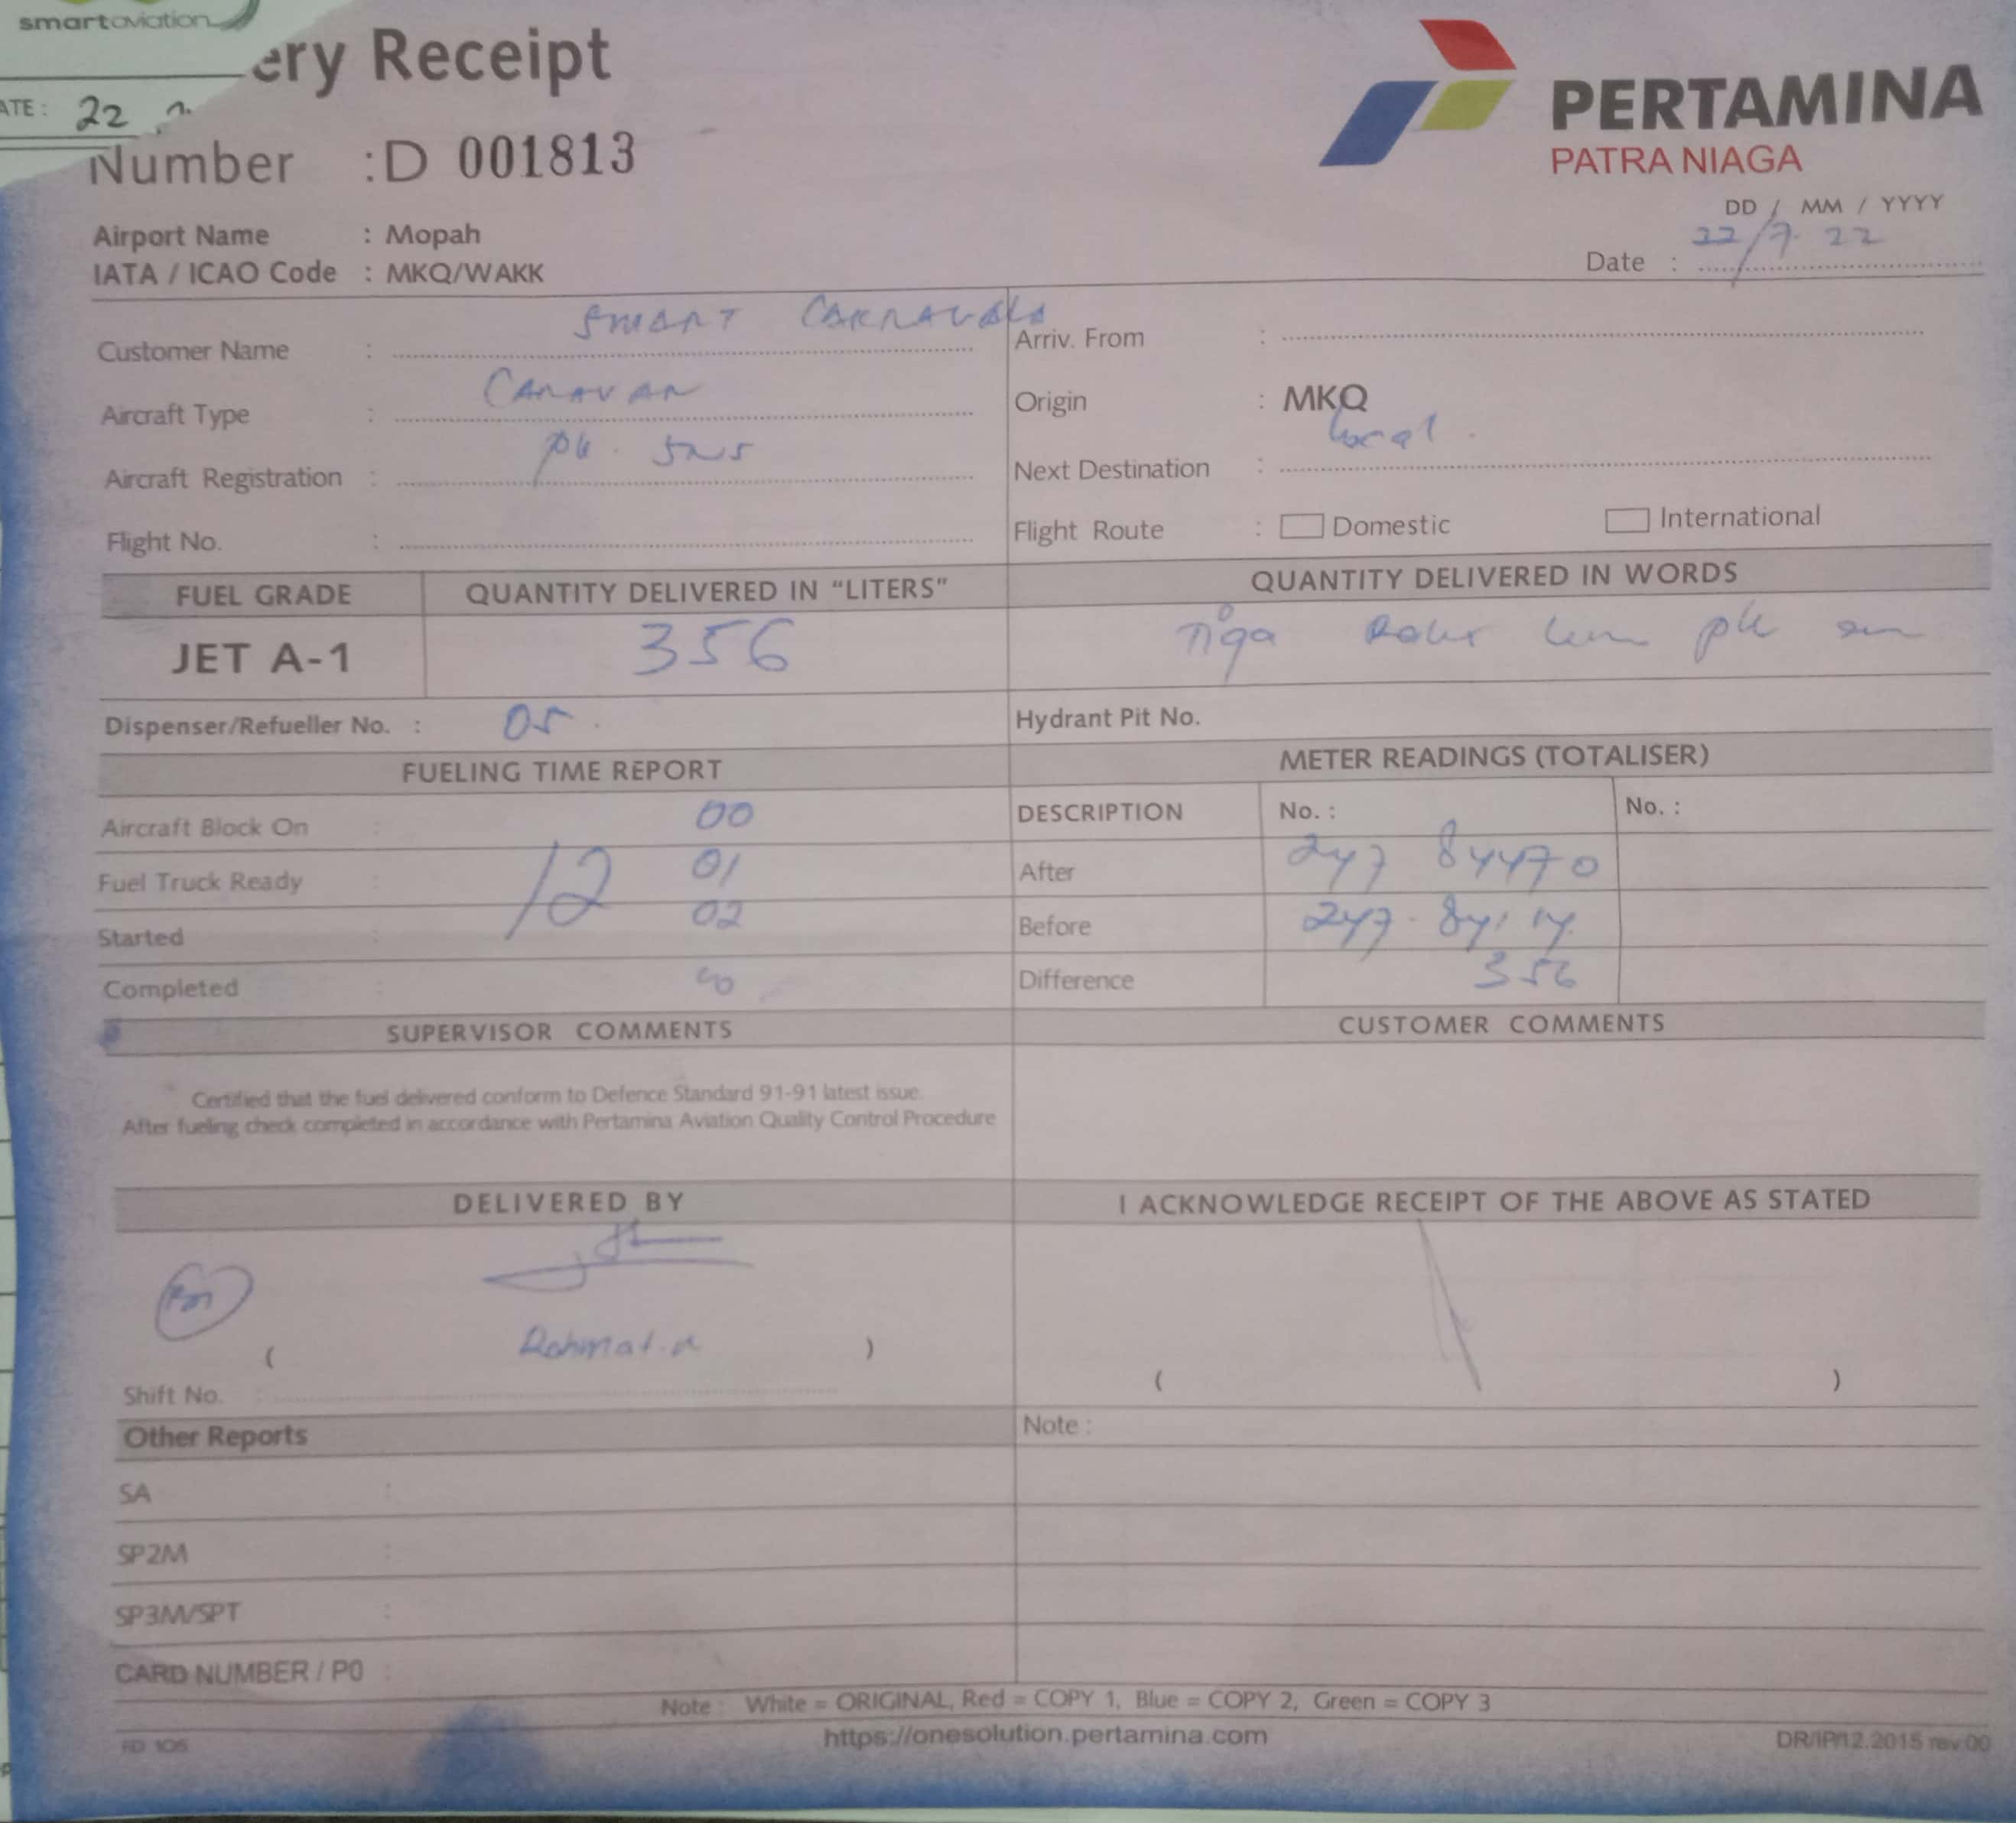 smartaviation
ATE : 22
ery Receipt
Number : D 001813
PERTAMINA
PATRA NIAGA
DD / MM / YYYY
Date : 22/7.22
Airport Name : Mopah
IATA / ICAO Code : MKQ/WAKK
Customer Name : SMART
Aircraft Type : CARAVAN
Aircraft Registration : pk.
Flight No. :
Arriv. From :
Origin : MKQ
Next Destination : local.
Flight Route : Domestic International
FUEL GRADE QUANTITY DELIVERED IN "LITERS" QUANTITY DELIVERED IN WORDS
JET A-1 356 Tiga
Dispenser/Refueller No. : 05. Hydrant Pit No.
FUELING TIME REPORT METER READINGS (TOTALISER)
Aircraft Block On : 00 DESCRIPTION No. : No. :
Fuel Truck Ready : 12 01 After 247 84470
Started : 02 Before 247.841 14.
Completed : Difference 356
SUPERVISOR COMMENTS CUSTOMER COMMENTS
Certified that the fuel delivered conform to Defence Standard 91-91 latest issue.
After fueling check completed in accordance with Pertamina Aviation Quality Control Procedure
DELIVERED BY I ACKNOWLEDGE RECEIPT OF THE ABOVE AS STATED
( Rahmat. ) ( )
Shift No. :
Other Reports Note :
SA :
SP2M :
SP3M/SPT :
CARD NUMBER / P0 :
Note : White = ORIGINAL, Red = COPY 1, Blue = COPY 2, Green = COPY 3
https://onesolution.pertamina.com
FD 106 DR/IP/12.2015 rev.00